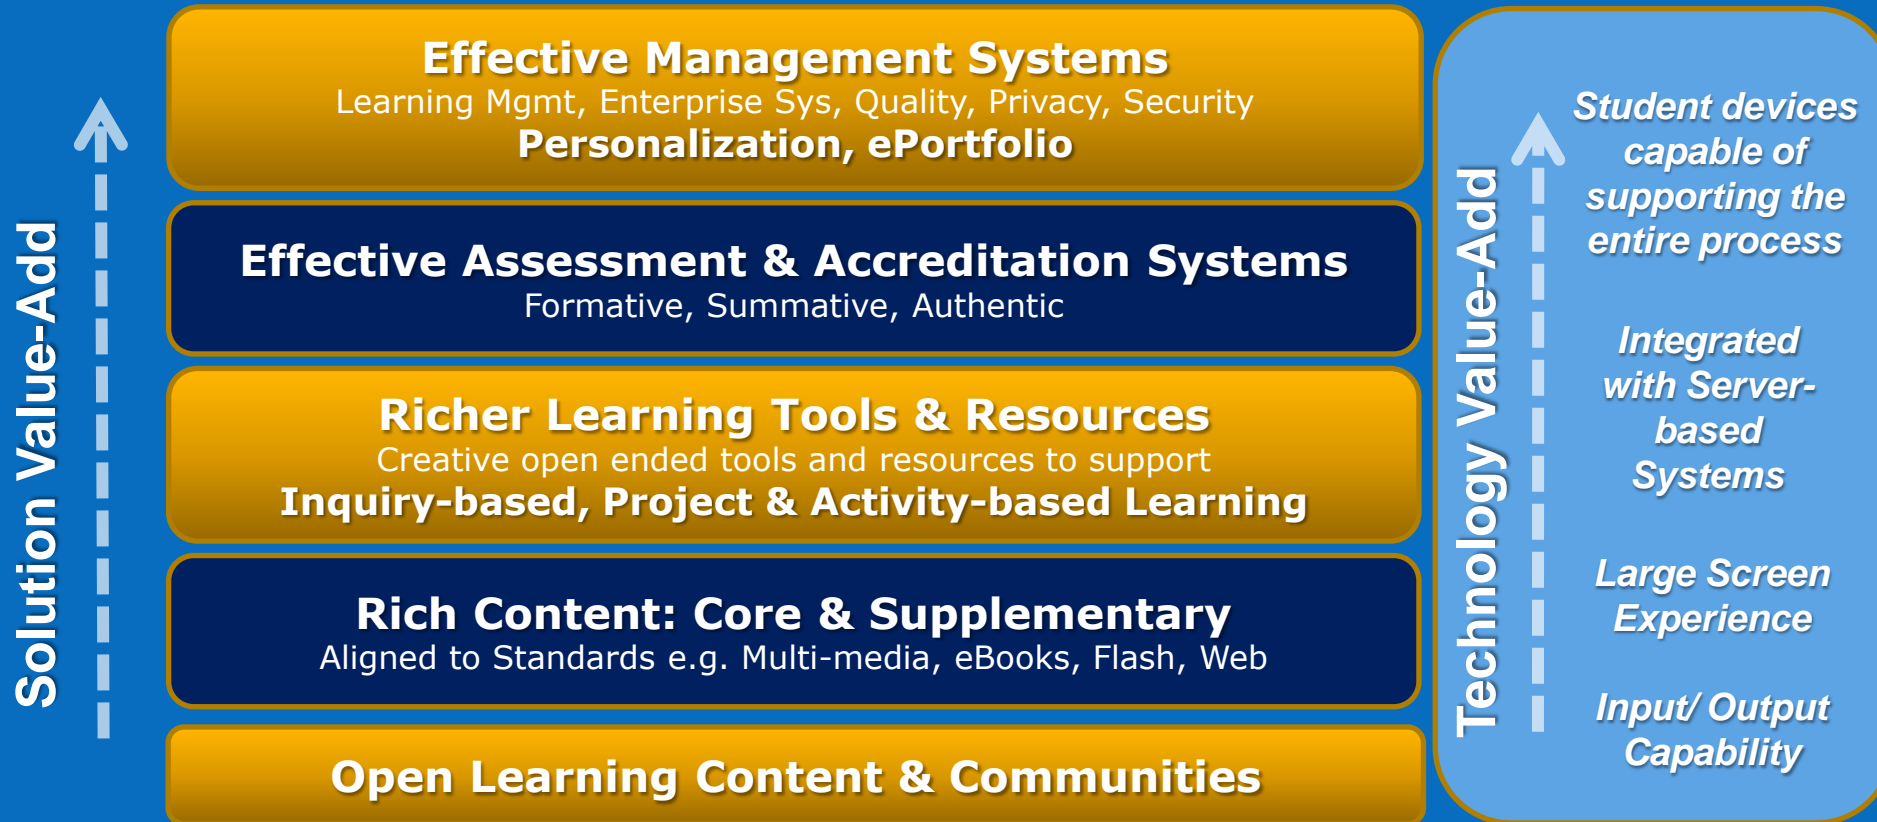 Solution Value-Add
Effective Management Systems
Learning Mgmt, Enterprise Sys, Quality, Privacy, Security
Personalization, ePortfolio
Effective Assessment & Accreditation Systems
Formative, Summative, Authentic
Richer Learning Tools & Resources
Creative open ended tools and resources to support
Inquiry-based, Project & Activity-based Learning
Rich Content: Core & Supplementary
Aligned to Standards e.g. Multi-media, eBooks, Flash, Web
Open Learning Content & Communities
Technology Value-Add
Student devices
capable of
supporting the
entire process
Integrated
with Server-
based
Systems
Large Screen
Experience
Input/ Output
Capability